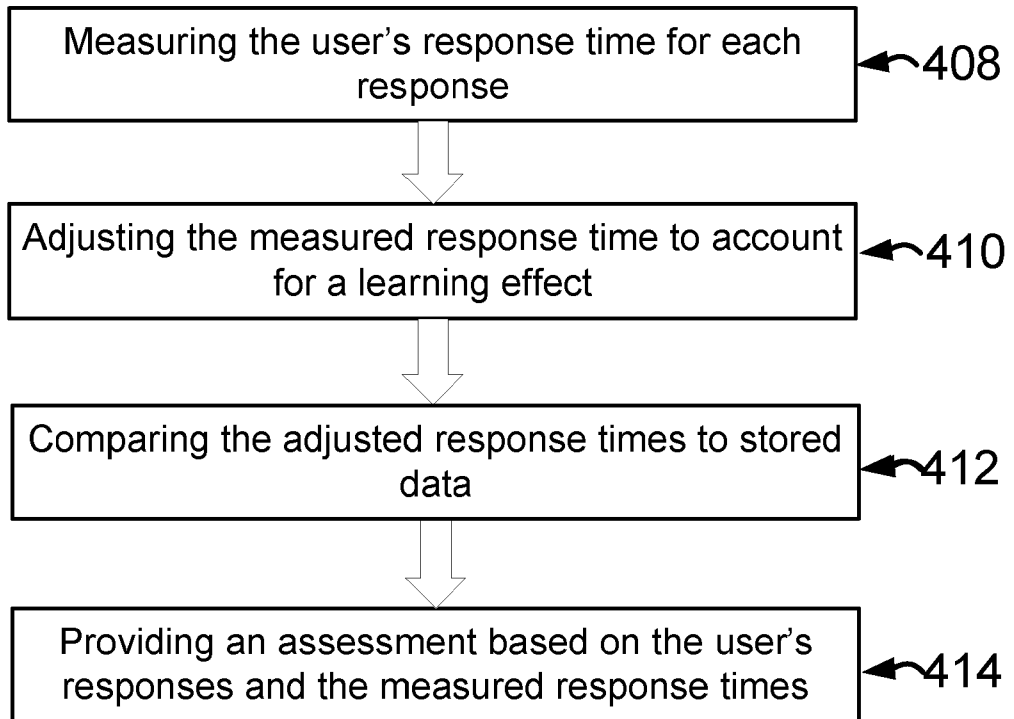 Measuring the user's response time for each
response
408
Adjusting the measured response time to account
for a learning effect
410
Comparing the adjusted response times to stored
data
412
Providing an assessment based on the user's
responses and the measured response times
414